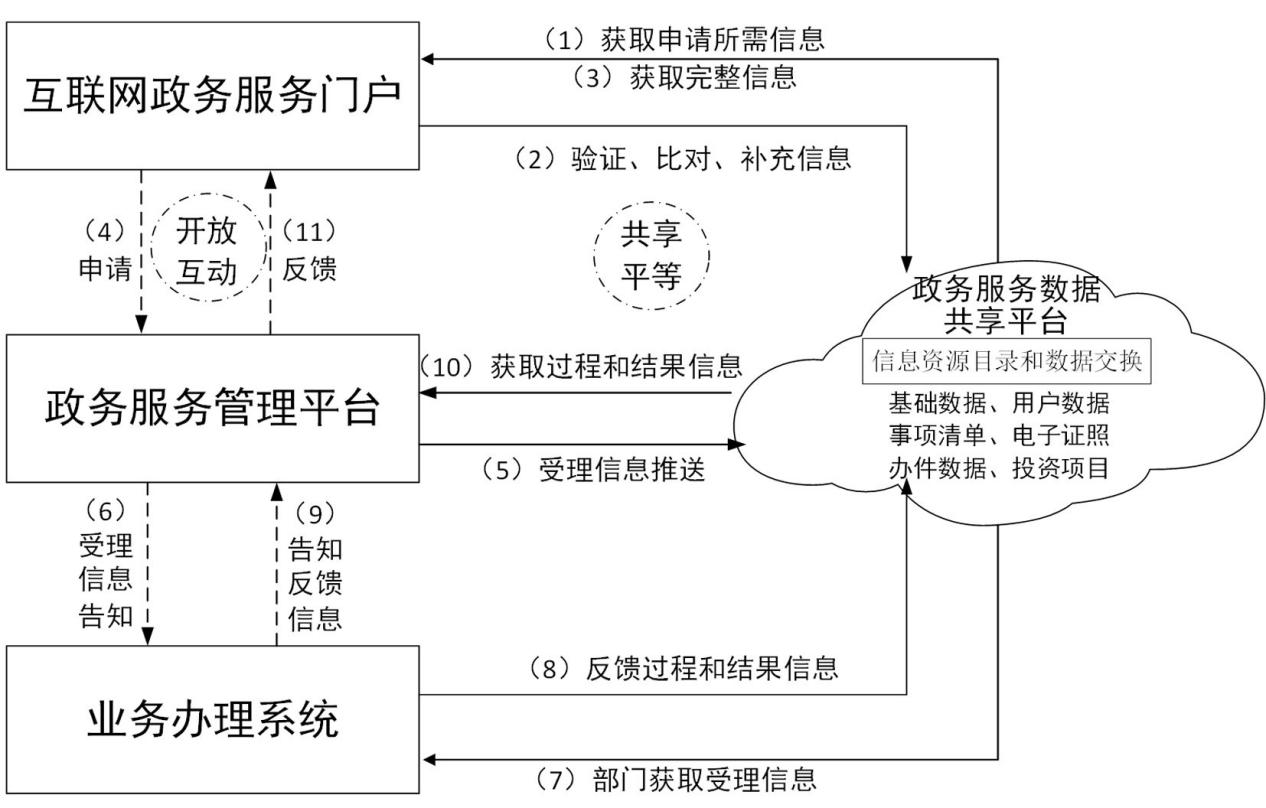 （1）获取申请所需信息
互联网政务服务门户
（3）获取完整信息
（2）验证、比对、补充信息
（4）
申请
开放
互动
（11）
反馈
共享
平等
政务服务数据
共享平台
信息资源目录和数据交换
基础数据、用户数据
事项清单、电子证照
办件数据、投资项目
（10）获取过程和结果信息
政务服务管理平台
（5）受理信息推送
（6）
受理
信息
告知
（9）
告知
反馈
信息
（8）反馈过程和结果信息
业务办理系统
（7）部门获取受理信息